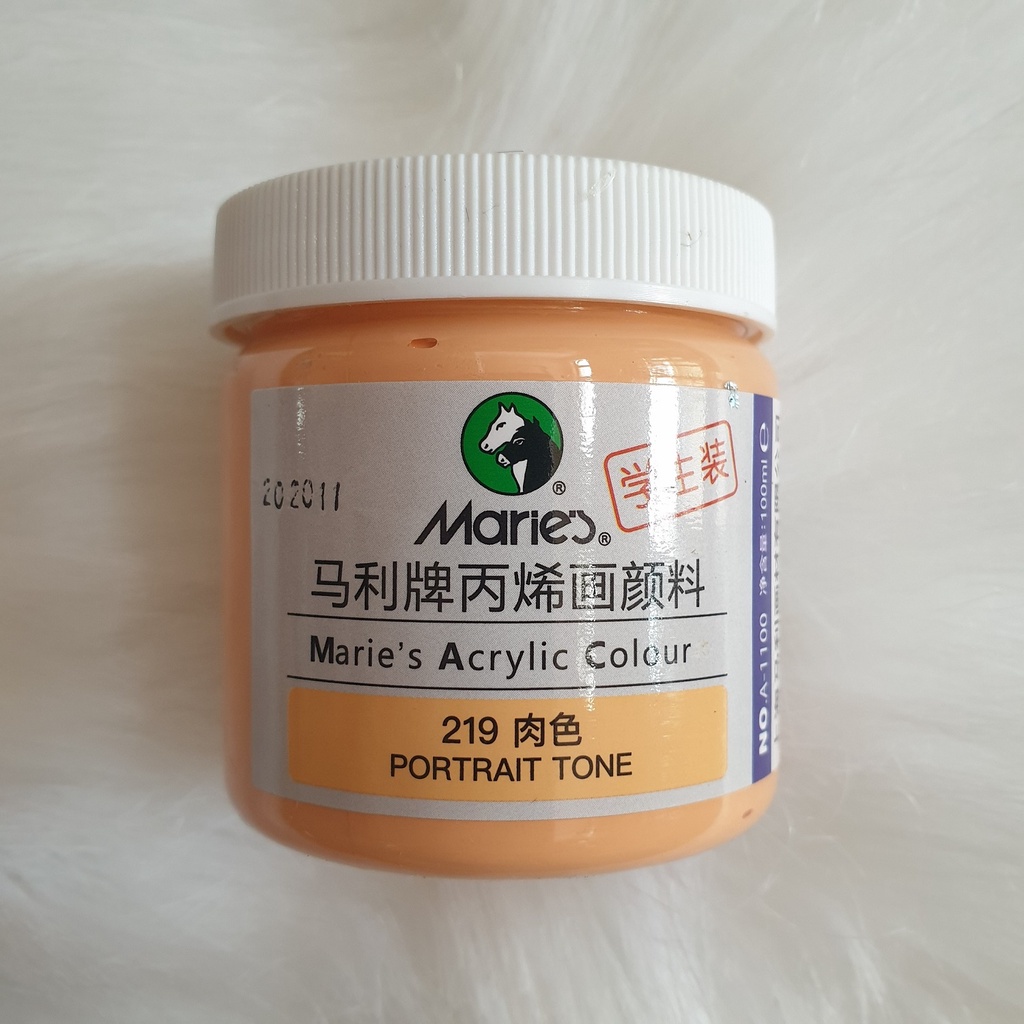 202011
®
学生装
Marie's®
马利牌丙烯画颜料
Marie's Acrylic Colour
219 肉色
PORTRAIT TONE
NO.A-1100 净含量:100ml ℮